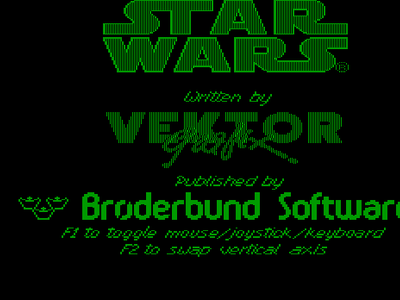 STAR
WARS®
Written by
VEKTOR
grafix
Published by
Broderbund Software
F1 to toggle mouse/joystick/keyboard
F2 to swap vertical axis